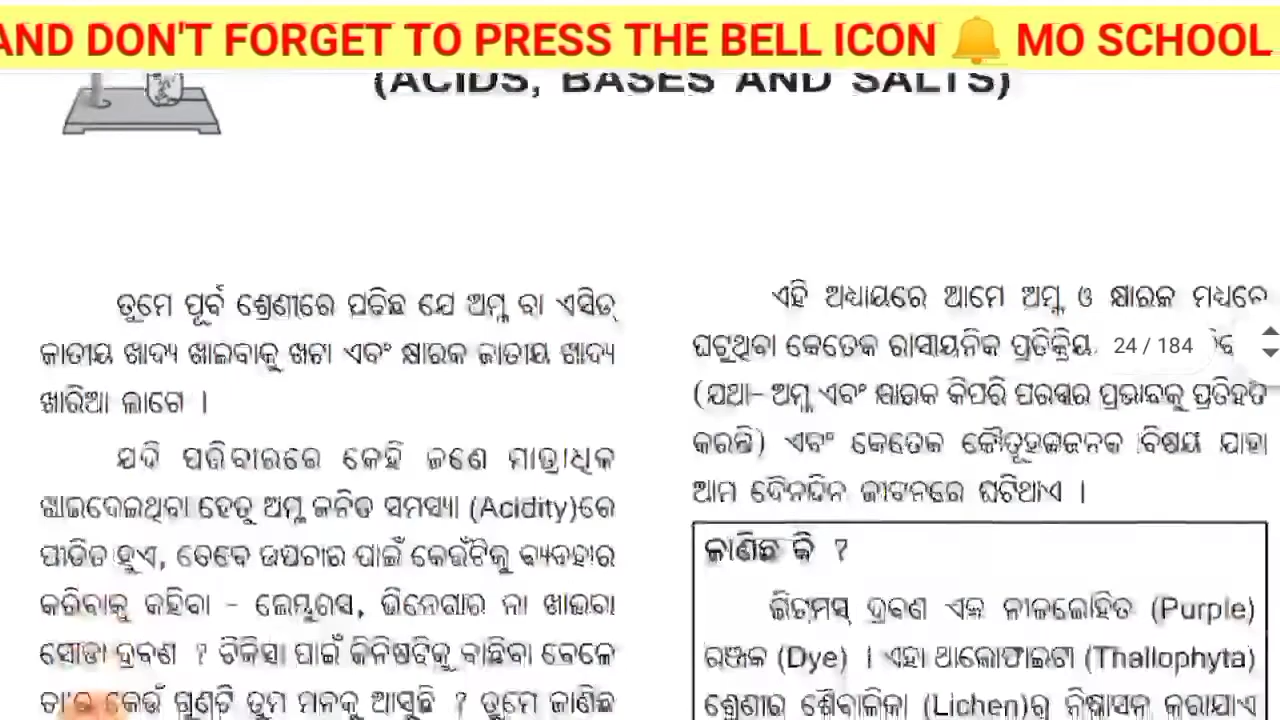 AND DON'T FORGET TO PRESS THE BELL ICON 🔔 MO SCHOOL
(ACIDS, BASES AND SALTS)
ତୁମେ ପୂର୍ବ ଶ୍ରେଣୀରେ ପଢିଛ ଯେ ଅମ୍ଳ ବା ଏସିଡ୍
ଜାତୀୟ ଖାଦ୍ୟ ଖାଇବାକୁ ଖଟା ଏବଂ କ୍ଷାରକ ଜାତୀୟ ଖାଦ୍ୟ
ଖାରିଆ ଲାଗେ ।
ଯଦି ପରିବାରରେ କେହି ଜଣେ ମାତ୍ରାଧିକ
ଖାଇଦେଇଥିବା ହେତୁ ଅମ୍ଳ ଜନିତ ସମସ୍ୟା (Acidity)ରେ
ପୀଡିତ ହୁଏ, ତେବେ ଉପଚାର ପାଇଁ କେଉଁଟିକୁ ବ୍ୟବହାର
କରିବାକୁ କହିବା - ଲେମ୍ବୁରସ, ଭିନେଗାର ନା ଖାଇବା
ସୋଡା ଦ୍ରବଣ ? ଚିକିତ୍ସା ପାଇଁ ଜିନିଷଟିକୁ ବାଛିବା ବେଳେ
ତା'ର କେଉଁ ଗୁଣଟି ତୁମ ମନକୁ ଆସୁଛି ? ତୁମେ ଜାଣିଛ
ଏହି ଅଧ୍ୟାୟରେ ଆମେ ଅମ୍ଳ ଓ କ୍ଷାରକ ମଧ୍ୟରେ
ଘଟୁଥିବା କେତେକ ରାସାୟନିକ ପ୍ରତିକ୍ରିୟା
24 / 184
(ଯଥା- ଅମ୍ଳ ଏବଂ କ୍ଷାରକ କିପରି ପରସ୍ପର ପ୍ରଭାବକୁ ପ୍ରତିହତ
କରନ୍ତି) ଏବଂ କେତେକ କୌତୂହଳଜନକ ବିଷୟ ଯାହା
ଆମ ଦୈନନ୍ଦିନ ଜୀବନରେ ଘଟିଥାଏ ।
ଜାଣିଛ କି ?
ଲିଟ୍‌ମସ୍ ଦ୍ରବଣ ଏକ ନୀଳଲୋହିତ (Purple)
ରଞ୍ଜକ (Dye) । ଏହା ଥାଲୋଫାଇଟା (Thallophyta)
ଶ୍ରେଣୀର ଶୈବାଳିକା (Lichen)ରୁ ନିଷ୍କାସନ କରାଯାଏ